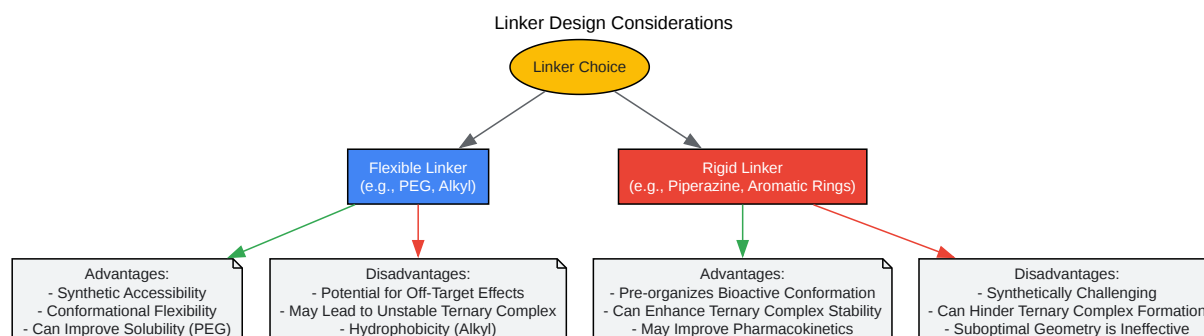 Linker Design Considerations
Linker Choice
Flexible Linker
(e.g., PEG, Alkyl)
Rigid Linker
(e.g., Piperazine, Aromatic Rings)
Advantages:
- Synthetic Accessibility
- Conformational Flexibility
- Can Improve Solubility (PEG)
Disadvantages:
- Potential for Off-Target Effects
- May Lead to Unstable Ternary Complex
- Hydrophobicity (Alkyl)
Advantages:
- Pre-organizes Bioactive Conformation
- Can Enhance Ternary Complex Stability
- May Improve Pharmacokinetics
Disadvantages:
- Synthetically Challenging
- Can Hinder Ternary Complex Formation
- Suboptimal Geometry is Ineffective